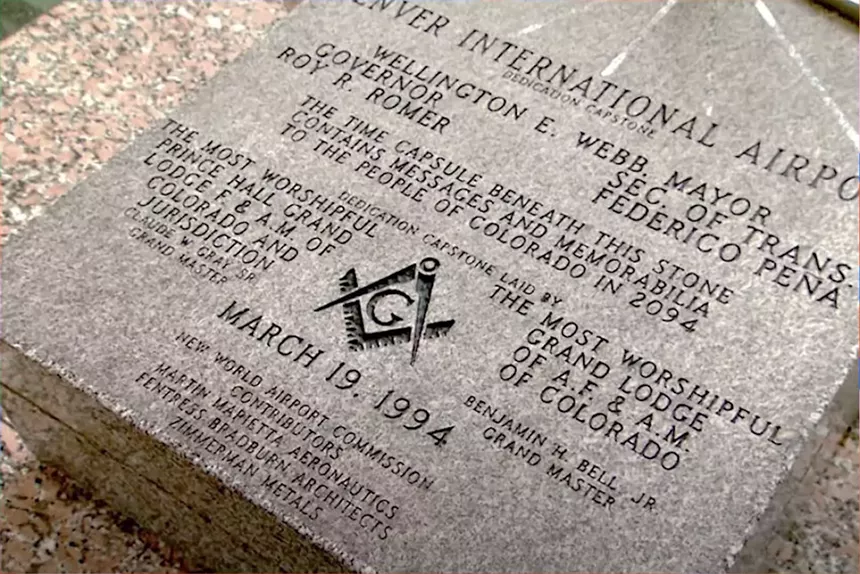 ENVER INTERNATIONAL AIRPO
DEDICATION CAPSTONE
WELLINGTON E. WEBB, MAYOR
GOVERNOR
ROY R. ROMER
SEC. OF TRANS.
FEDERICO PENA
THE TIME CAPSULE BENEATH THIS STONE
CONTAINS MESSAGES AND MEMORABILIA
TO THE PEOPLE OF COLORADO IN 2094
DEDICATION CAPSTONE LAID BY
THE MOST WORSHIPFUL
PRINCE HALL GRAND
LODGE F & A.M. OF
COLORADO AND
JURISDICTION
CLAUDE W. GRAY, SR.
GRAND MASTER
G
THE MOST WORSHIPFUL
GRAND LODGE
OF A.F. & A.M.
OF COLORADO
BENJAMIN H. BELL JR.
GRAND MASTER
MARCH 19, 1994
NEW WORLD AIRPORT COMMISSION
CONTRIBUTORS
MARTIN MARIETTA AERONAUTICS
FENTRESS BRADBURN ARCHITECTS
ZIMMERMAN METALS